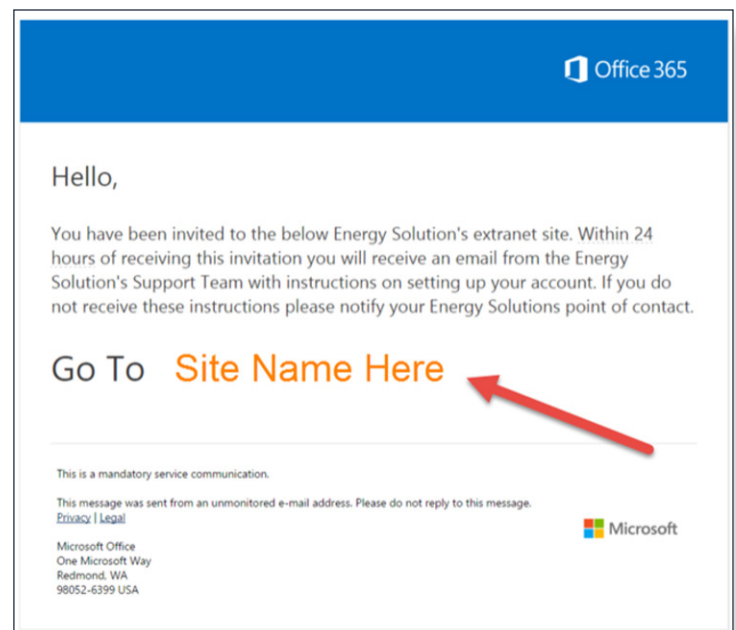 Office 365
Hello,
You have been invited to the below Energy Solution's extranet site. Within 24
hours of receiving this invitation you will receive an email from the Energy
Solution's Support Team with instructions on setting up your account. If you do
not receive these instructions please notify your Energy Solutions point of contact.
Go To Site Name Here
This is a mandatory service communication.
This message was sent from an unmonitored e-mail address. Please do not reply to this message.
Privacy | Legal
Microsoft
Microsoft Office
One Microsoft Way
Redmond, WA
98052-6399 USA